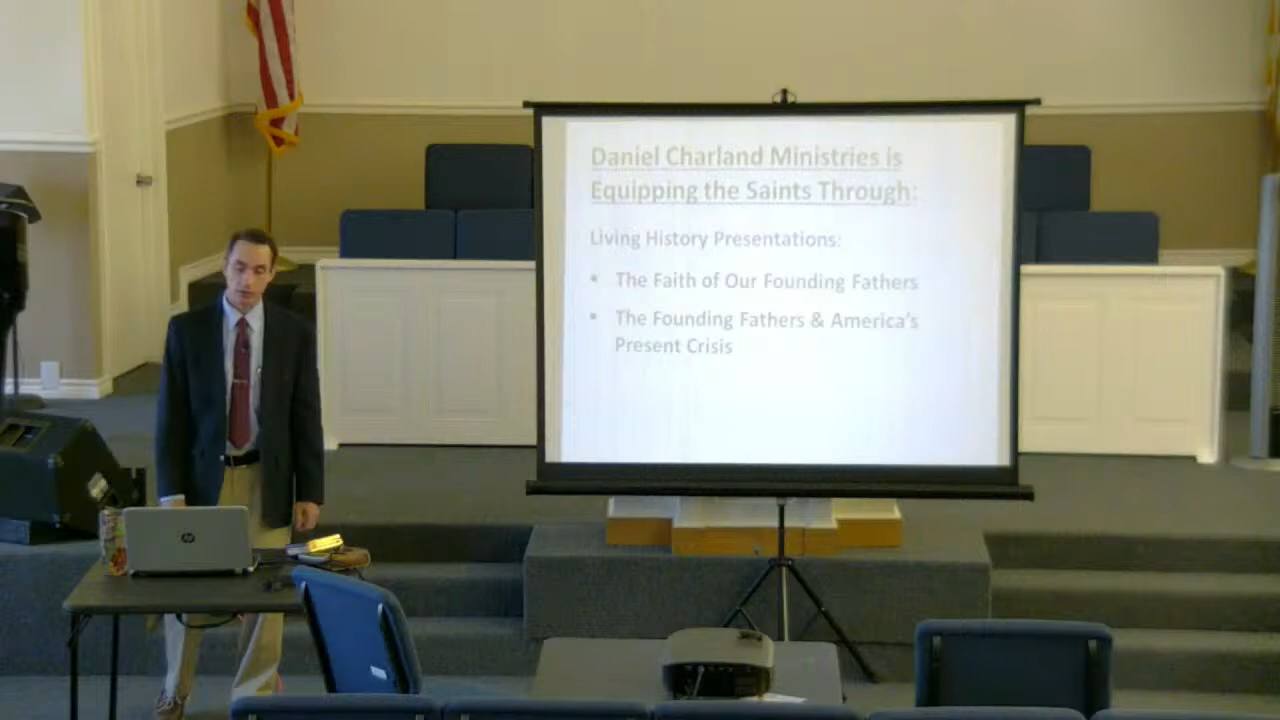 Daniel Charland Ministries is
Equipping the Saints Through:
Living History Presentations:
• The Faith of Our Founding Fathers
• The Founding Fathers & America's
Present Crisis
hp